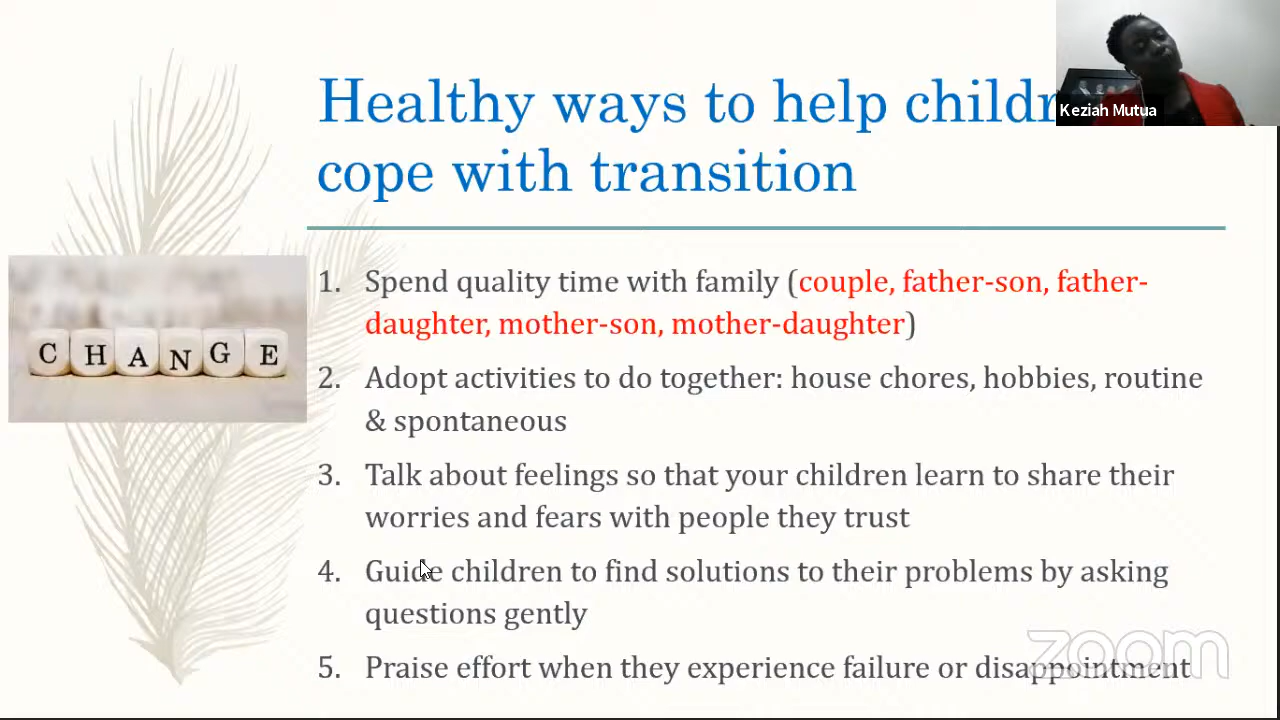 Healthy ways to help childr
cope with transition
Keziah Mutua
CHANGE
1. Spend quality time with family (couple, father-son, father-
daughter, mother-son, mother-daughter)
2. Adopt activities to do together: house chores, hobbies, routine
& spontaneous
3. Talk about feelings so that your children learn to share their
worries and fears with people they trust
4. Guide children to find solutions to their problems by asking
questions gently
5. Praise effort when they experience failure or disappointment
zoom